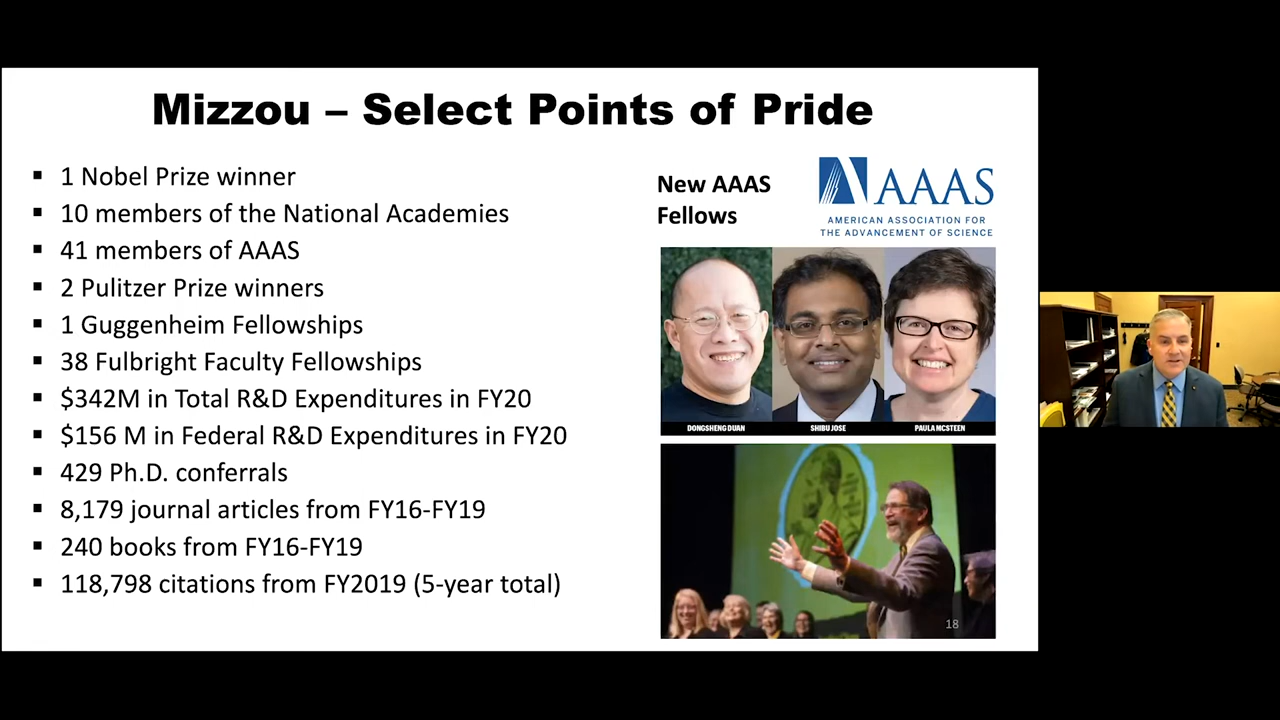 Mizzou – Select Points of Pride
▪ 1 Nobel Prize winner
▪ 10 members of the National Academies
▪ 41 members of AAAS
▪ 2 Pulitzer Prize winners
▪ 1 Guggenheim Fellowships
▪ 38 Fulbright Faculty Fellowships
▪ $342M in Total R&D Expenditures in FY20
▪ $156 M in Federal R&D Expenditures in FY20
▪ 429 Ph.D. conferrals
▪ 8,179 journal articles from FY16-FY19
▪ 240 books from FY16-FY19
▪ 118,798 citations from FY2019 (5-year total)
New AAAS
Fellows
AAAS
AMERICAN ASSOCIATION FOR
THE ADVANCEMENT OF SCIENCE
DONGSHENG DUAN
SHIBU JOSE
PAULA MCSTEEN
18